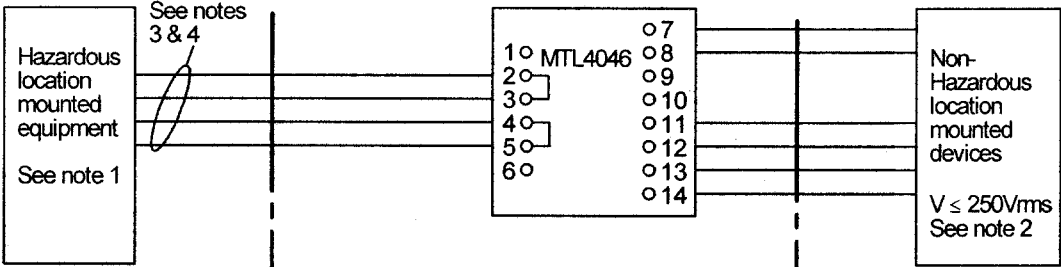 See notes
3 & 4
Hazardous
location
mounted
equipment
See note 1
MTL4046
1
2
3
4
5
6
7
8
9
10
11
12
13
14
Non-
Hazardous
location
mounted
devices
V ≤ 250Vrms
See note 2